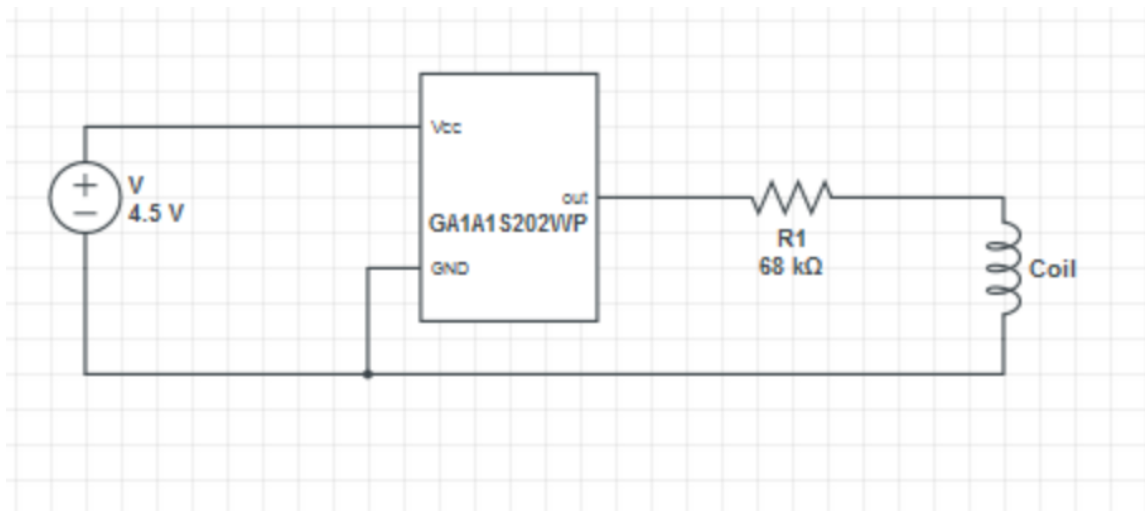 Vcc
V
4.5 V
out
GA1A1S202WP
GND
R1
68 kΩ
Coil